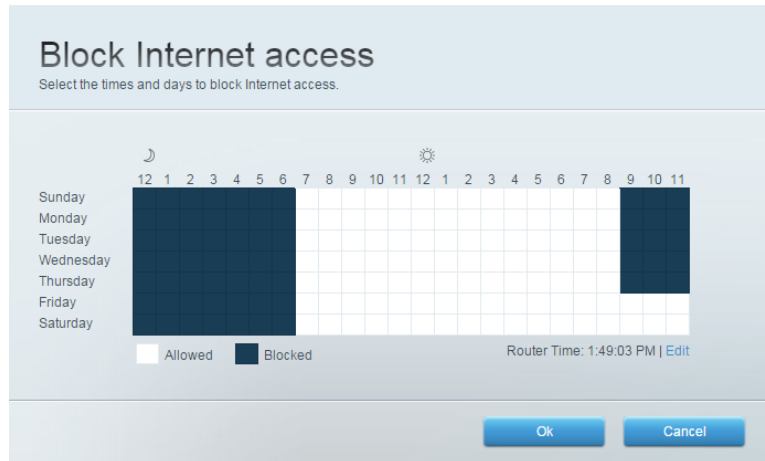 Block Internet access
Select the times and days to block Internet access.
12 1 2 3 4 5 6 7 8 9 10 11 12 1 2 3 4 5 6 7 8 9 10 11
Sunday
Monday
Tuesday
Wednesday
Thursday
Friday
Saturday
Allowed Blocked Router Time: 1:49:03 PM | Edit
Ok Cancel